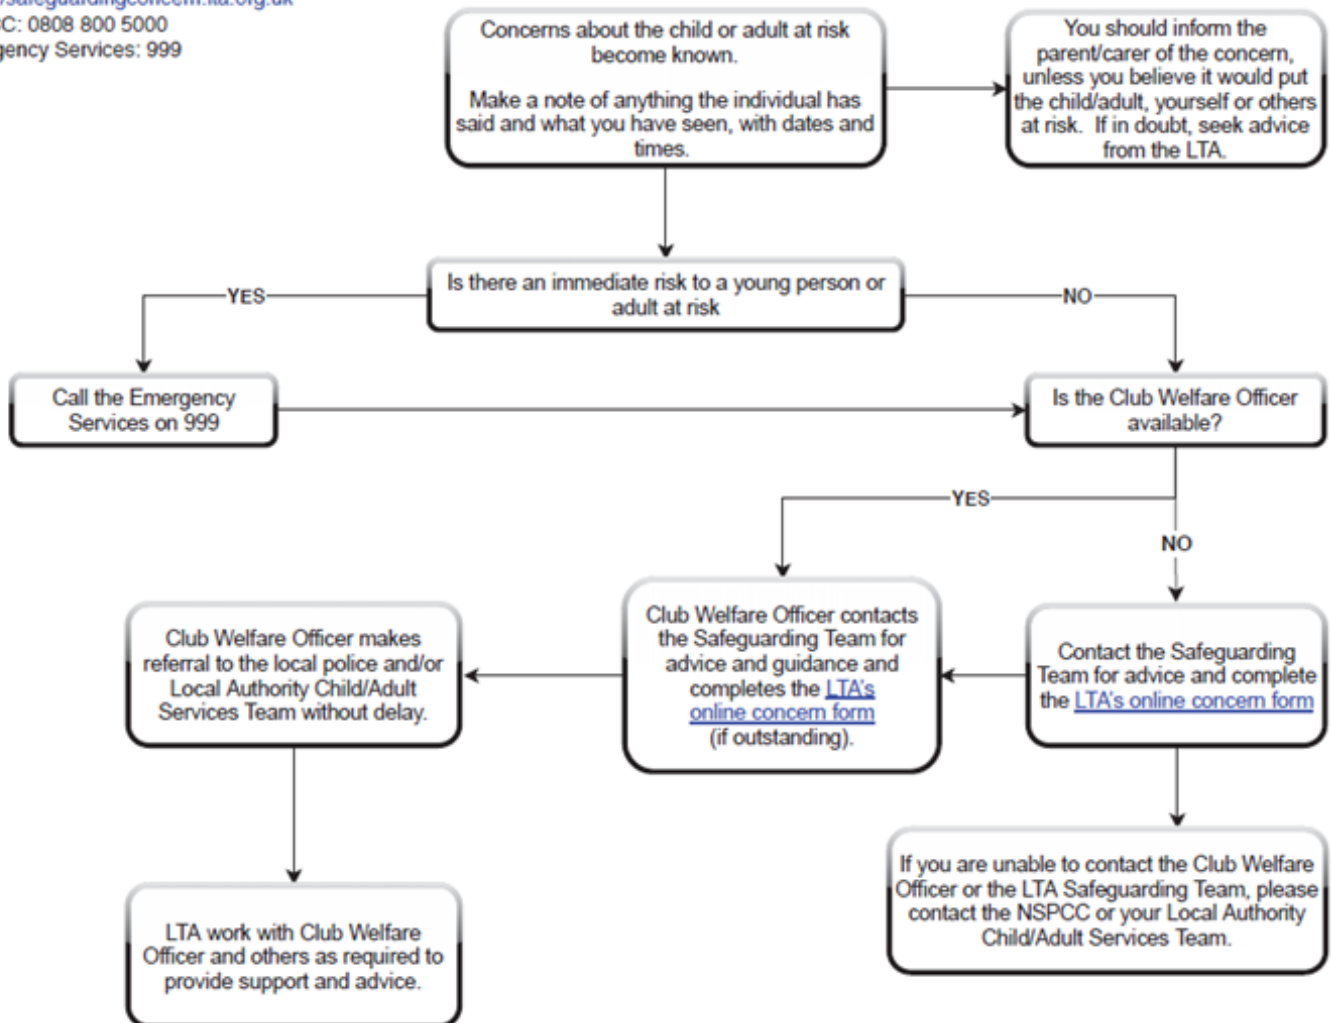 /safeguardingconcern.lta.org.uk
C: 0808 800 5000
gency Services: 999
Concerns about the child or adult at risk
become known.
Make a note of anything the individual has
said and what you have seen, with dates and
times.
You should inform the
parent/carer of the concern,
unless you believe it would put
the child/adult, yourself or others
at risk. If in doubt, seek advice
from the LTA.
Is there an immediate risk to a young person or
adult at risk
YES
NO
Call the Emergency
Services on 999
Is the Club Welfare Officer
available?
YES
NO
Club Welfare Officer makes
referral to the local police and/or
Local Authority Child/Adult
Services Team without delay.
Club Welfare Officer contacts
the Safeguarding Team for
advice and guidance and
completes the LTA's
online concern form
(if outstanding).
Contact the Safeguarding
Team for advice and complete
the LTA's online concern form
If you are unable to contact the Club Welfare
Officer or the LTA Safeguarding Team, please
contact the NSPCC or your Local Authority
Child/Adult Services Team.
LTA work with Club Welfare
Officer and others as required to
provide support and advice.